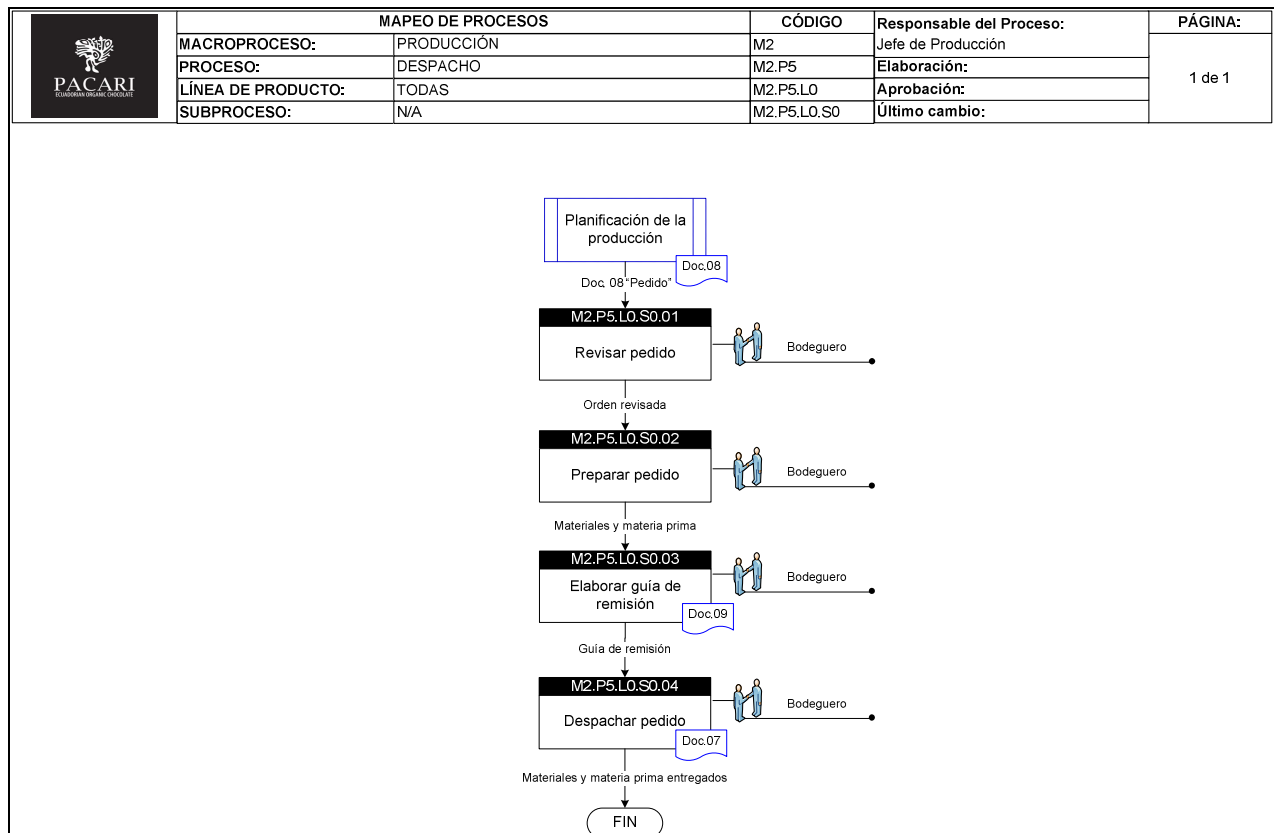 PACARI
ECUADORIAN ORGANIC CHOCOLATE
MAPEO DE PROCESOS
CÓDIGO
Responsable del Proceso:
PÁGINA:
MACROPROCESO:
PRODUCCIÓN
M2
Jefe de Producción
PROCESO:
DESPACHO
M2.P5
Elaboración:
1 de 1
LÍNEA DE PRODUCTO:
TODAS
M2.P5.L0
Aprobación:
SUBPROCESO:
N/A
M2.P5.L0.S0
Último cambio:
Planificación de la
producción
Doc.08
Doc. 08 "Pedido"
M2.P5.L0.S0.01
Revisar pedido
Bodeguero
Orden revisada
M2.P5.L0.S0.02
Preparar pedido
Bodeguero
Materiales y materia prima
M2.P5.L0.S0.03
Elaborar guía de
remisión
Bodeguero
Doc.09
Guía de remisión
M2.P5.L0.S0.04
Despachar pedido
Bodeguero
Doc.07
Materiales y materia prima entregados
FIN